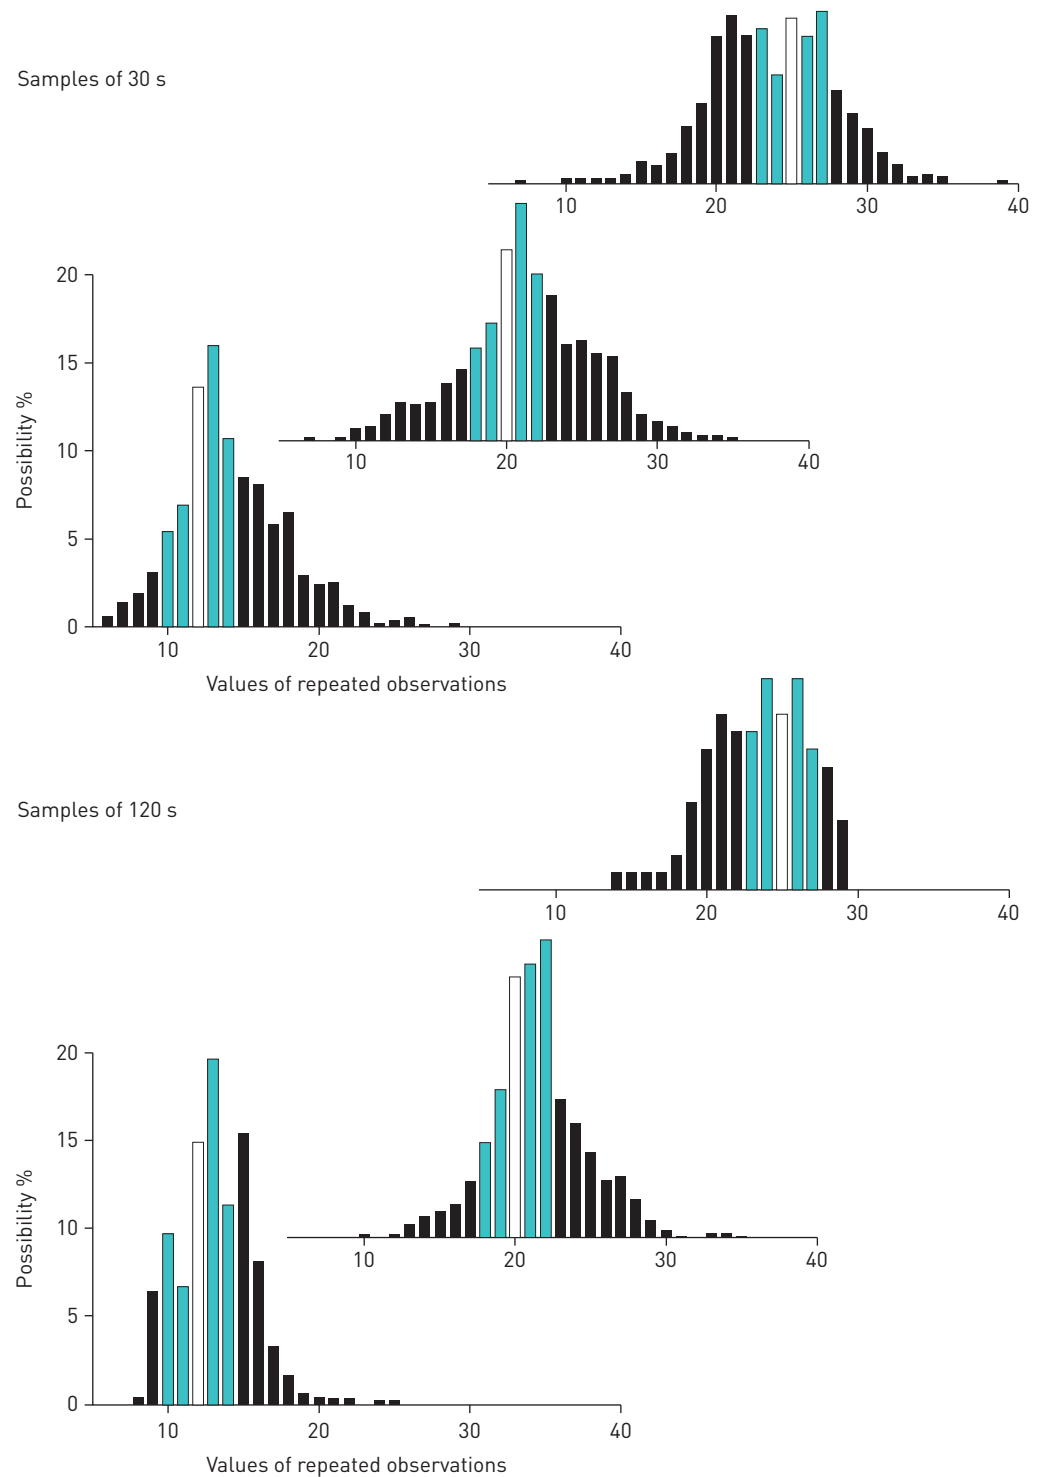 Samples of 30 s
10 20 30 40
20
10 20 30 40
15
Possibility %
10
5
0
10 20 30 40
Values of repeated observations
Samples of 120 s
10 20 30 40
20
15
Possibility %
10
10 20 30 40
5
0
10 20 30 40
Values of repeated observations